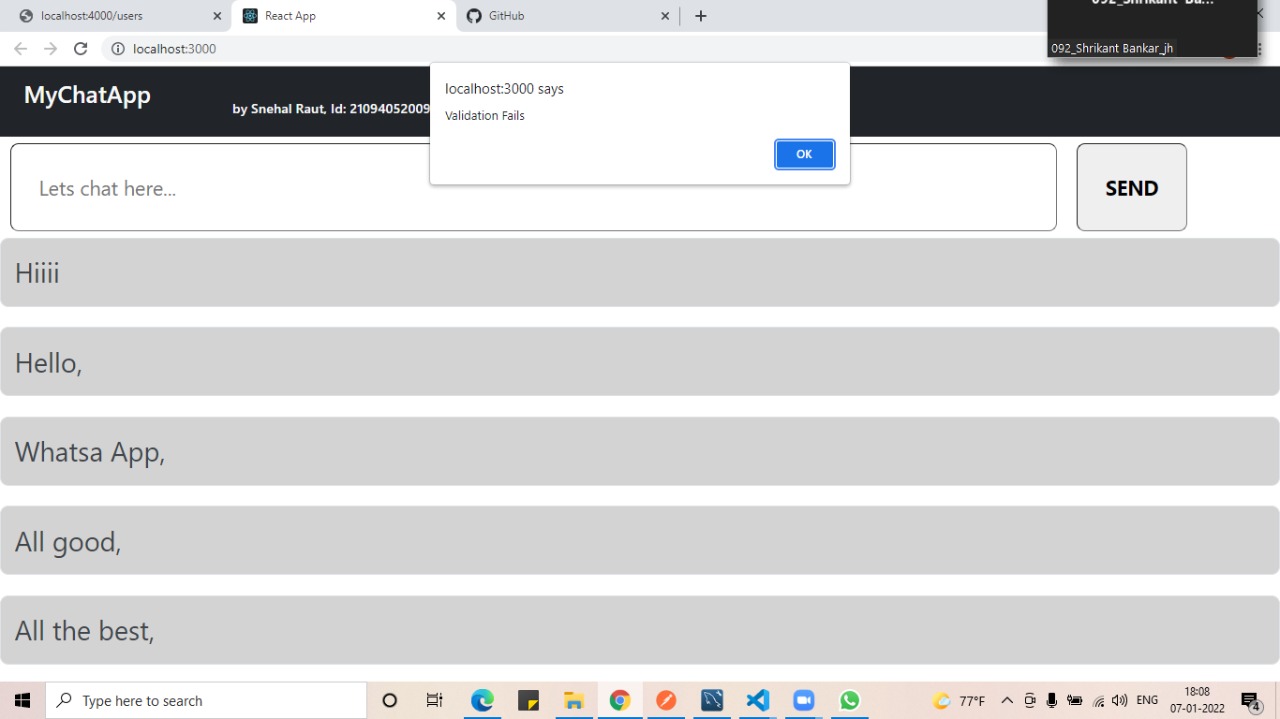 localhost:4000/users
React App
GitHub
localhost:3000
092_Shrikant Bankar_jh
MyChatApp
by Snehal Raut, Id: 21094052009
localhost:3000 says
Validation Fails
OK
Lets chat here...
SEND
Hiiii
Hello,
Whatsa App,
All good,
All the best,
Type here to search
77°F
ENG
18:08
07-01-2022
4